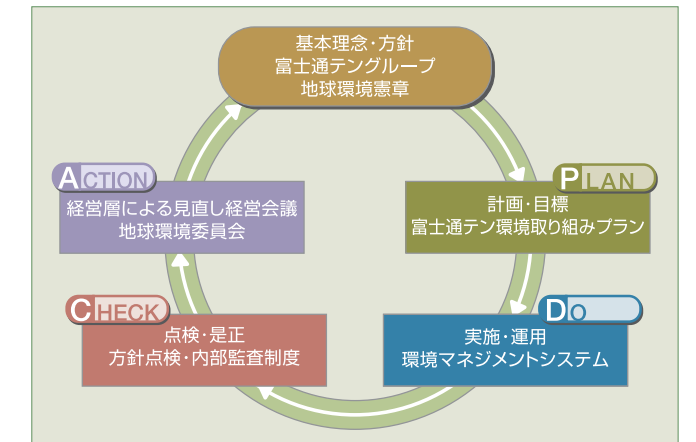 基本理念・方針
富士通テングループ
地球環境憲章
PLAN
計画・目標
富士通テン環境取り組みプラン
DO
実施・運用
環境マネジメントシステム
CHECK
点検・是正
方針点検・内部監査制度
ACTION
経営層による見直し経営会議
地球環境委員会